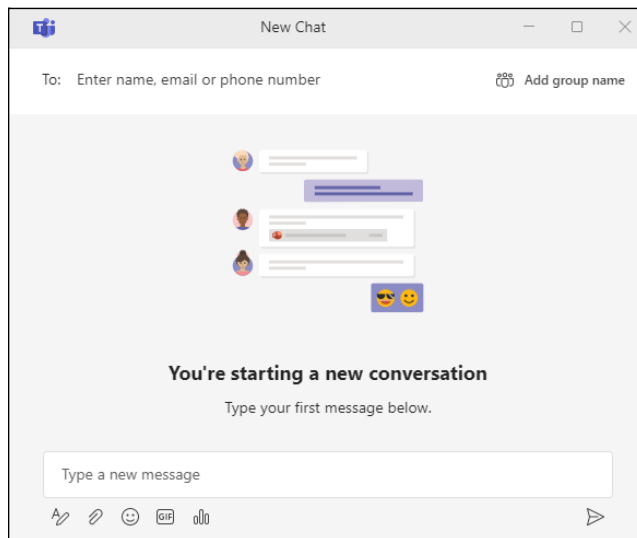 New Chat
To: Enter name, email or phone number
Add group name
You're starting a new conversation
Type your first message below.
Type a new message
GIF